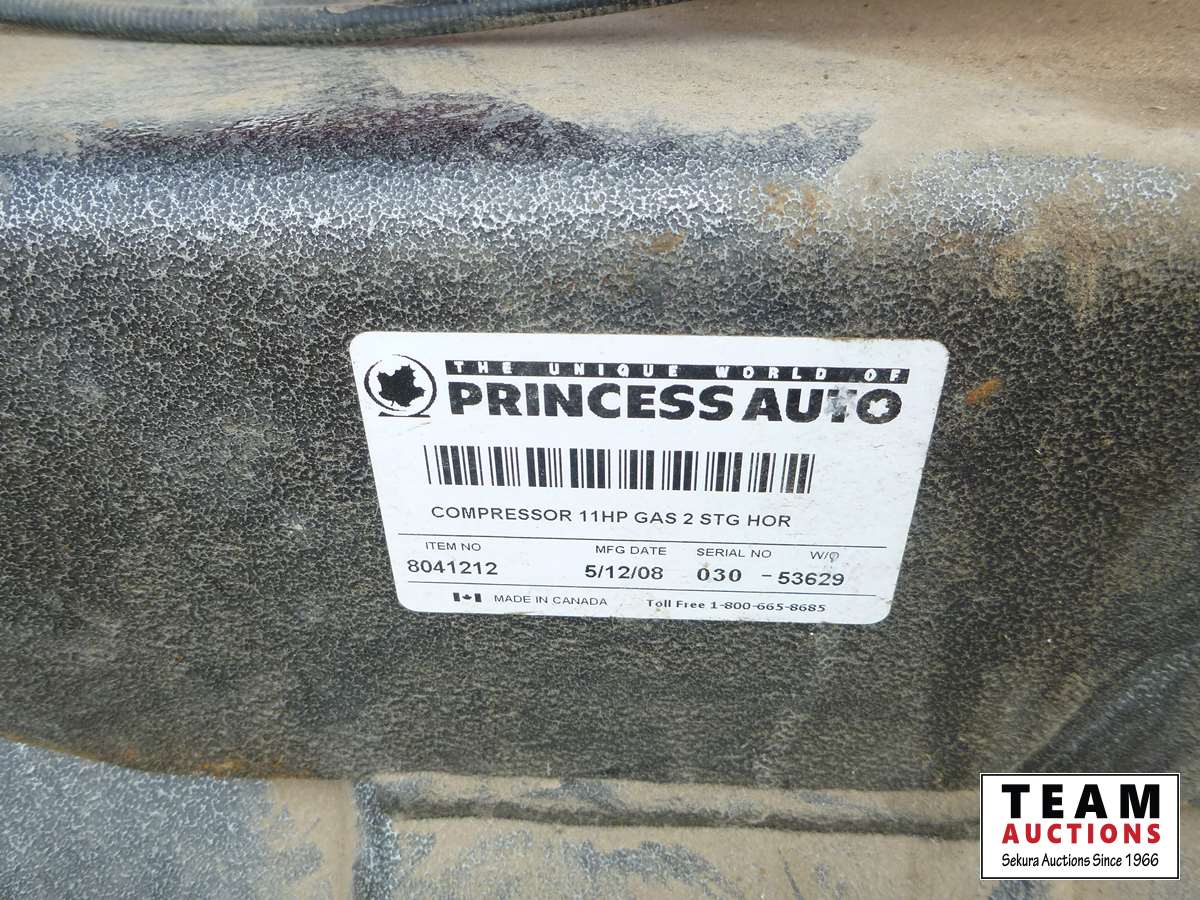 THE UNIQUE WORLD OF
PRINCESS AUTO
COMPRESSOR 11HP GAS 2 STG HOR
ITEM NO MFG DATE SERIAL NO W/O
8041212 5/12/08 030 - 53629
MADE IN CANADA Toll Free 1-800-665-8685
TEAM
AUCTIONS
Sekura Auctions Since 1966